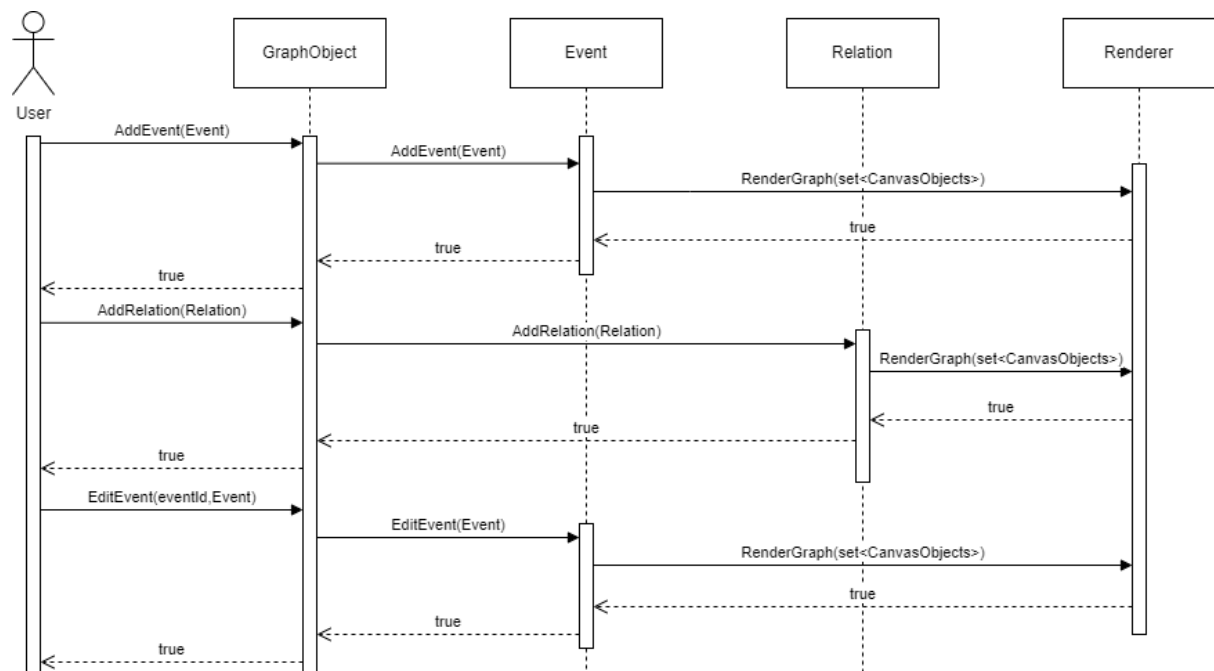 GraphObject
Event
Relation
Renderer
User
AddEvent(Event)
AddEvent(Event)
RenderGraph(set<CanvasObjects>)
true
true
true
AddRelation(Relation)
AddRelation(Relation)
RenderGraph(set<CanvasObjects>)
true
true
true
EditEvent(eventId,Event)
EditEvent(Event)
RenderGraph(set<CanvasObjects>)
true
true
true